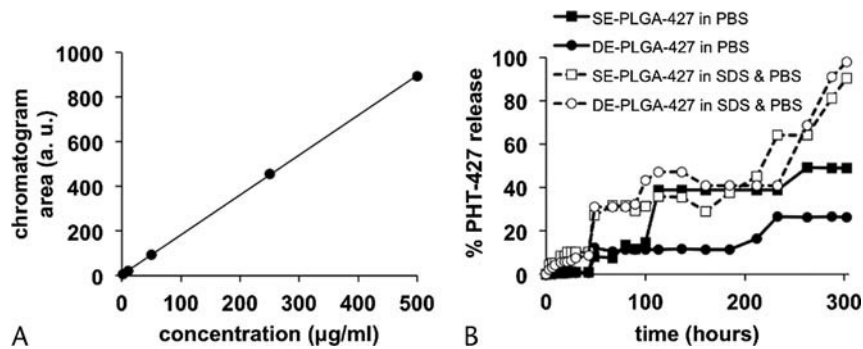 1000
800
600
400
200
0
chromatogram
area (a. u.)
0 100 200 300 400 500
concentration (µg/ml)
A
SE-PLGA-427 in PBS
DE-PLGA-427 in PBS
SE-PLGA-427 in SDS & PBS
DE-PLGA-427 in SDS & PBS
100
80
60
40
20
0
% PHT-427 release
0 100 200 300
time (hours)
B